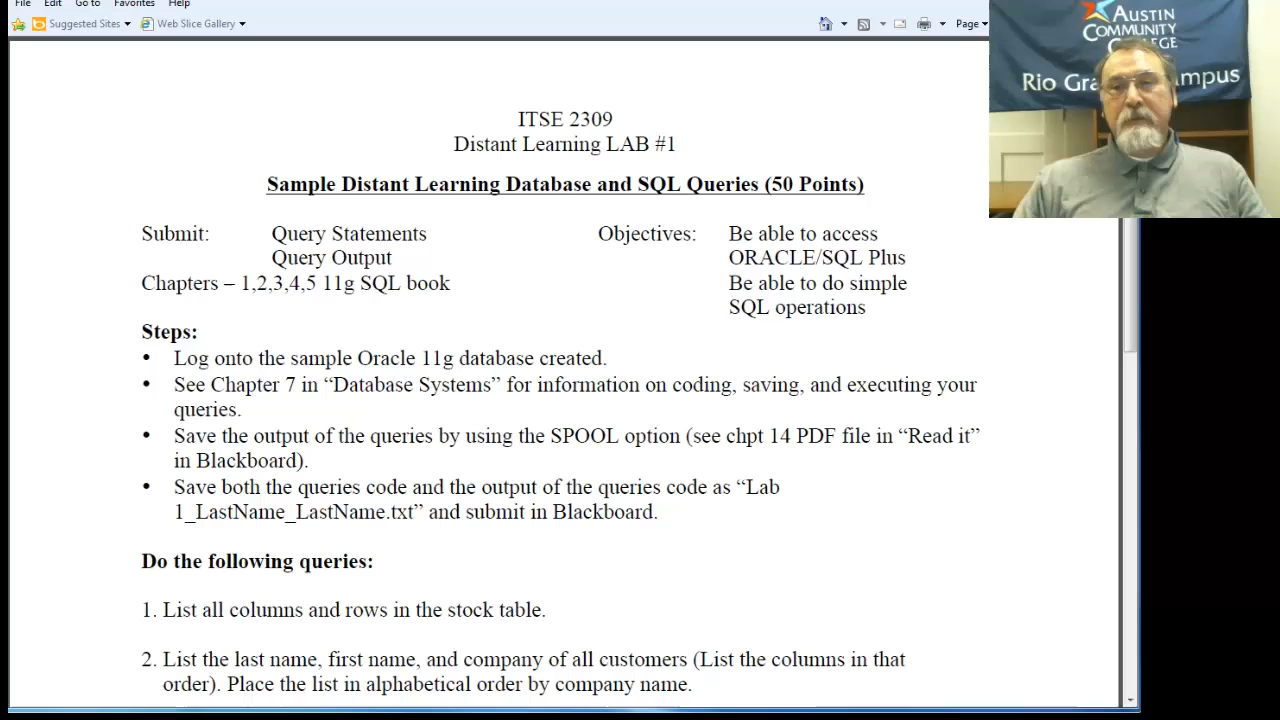 File Edit Go to Favorites Help
Suggested Sites Web Slice Gallery Page
AUSTIN
COMMUNITY
Rio
ITSE 2309
Distant Learning LAB #1
Sample Distant Learning Database and SQL Queries (50 Points)
Submit: Query Statements Objectives: Be able to access
Query Output ORACLE/SQL Plus
Chapters – 1,2,3,4,5 11g SQL book Be able to do simple
SQL operations
Steps:
• Log onto the sample Oracle 11g database created.
• See Chapter 7 in “Database Systems” for information on coding, saving, and executing your
queries.
• Save the output of the queries by using the SPOOL option (see chpt 14 PDF file in “Read it”
in Blackboard).
• Save both the queries code and the output of the queries code as “Lab
1_LastName_LastName.txt” and submit in Blackboard.
Do the following queries:
1. List all columns and rows in the stock table.
2. List the last name, first name, and company of all customers (List the columns in that
order). Place the list in alphabetical order by company name.